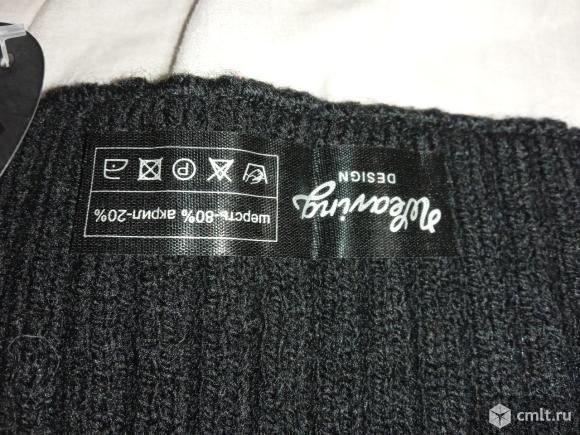 Weaving
DESIGN
P
шерсть-80% акрил-20%
cmlt.ru